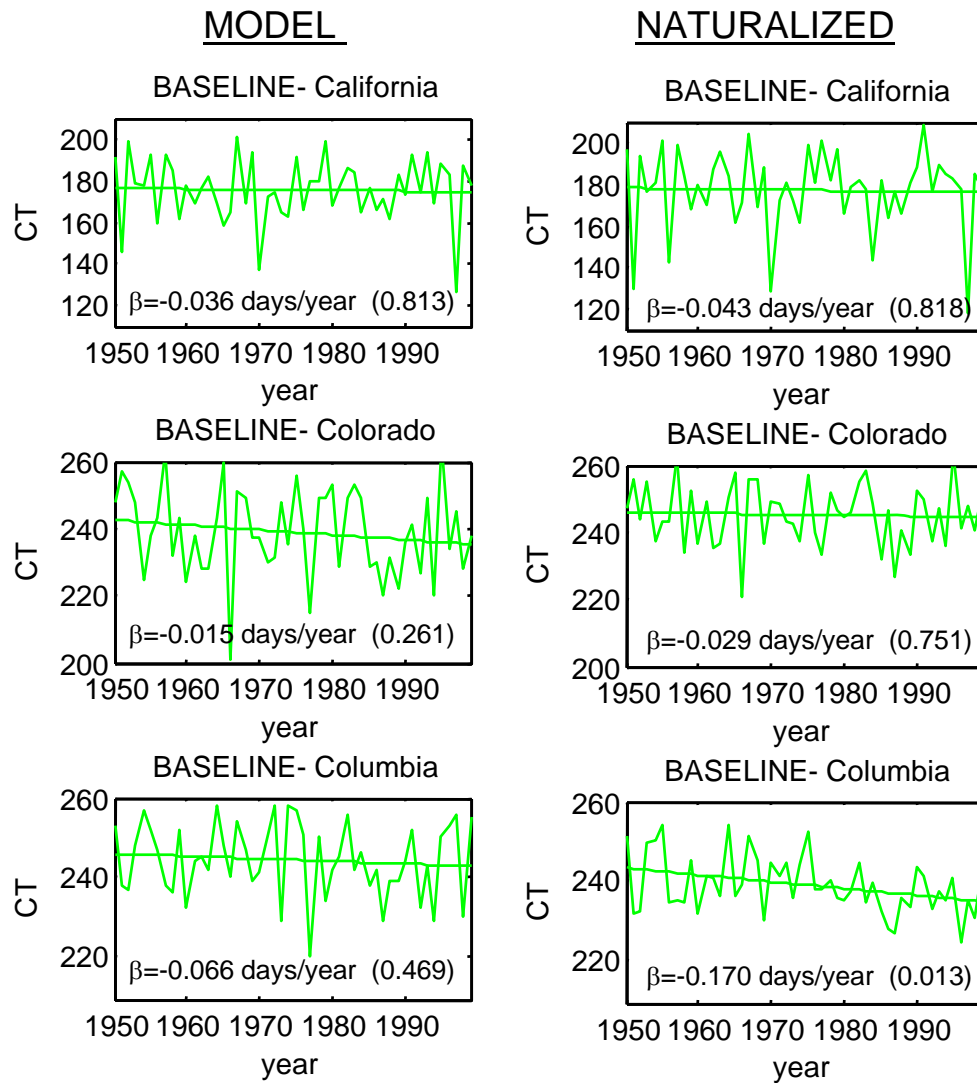 MODEL
NATURALIZED
BASELINE- California
200
180
160
140
120
CT
β=-0.036 days/year (0.813)
1950 1960 1970 1980 1990
year
BASELINE- California
200
180
160
140
120
CT
β=-0.043 days/year (0.818)
1950 1960 1970 1980 1990
year
BASELINE- Colorado
260
240
220
200
CT
β=-0.015 days/year (0.261)
1950 1960 1970 1980 1990
year
BASELINE- Colorado
260
240
220
200
CT
β=-0.029 days/year (0.751)
1950 1960 1970 1980 1990
year
BASELINE- Columbia
260
240
220
CT
β=-0.066 days/year (0.469)
1950 1960 1970 1980 1990
year
BASELINE- Columbia
260
240
220
CT
β=-0.170 days/year (0.013)
1950 1960 1970 1980 1990
year